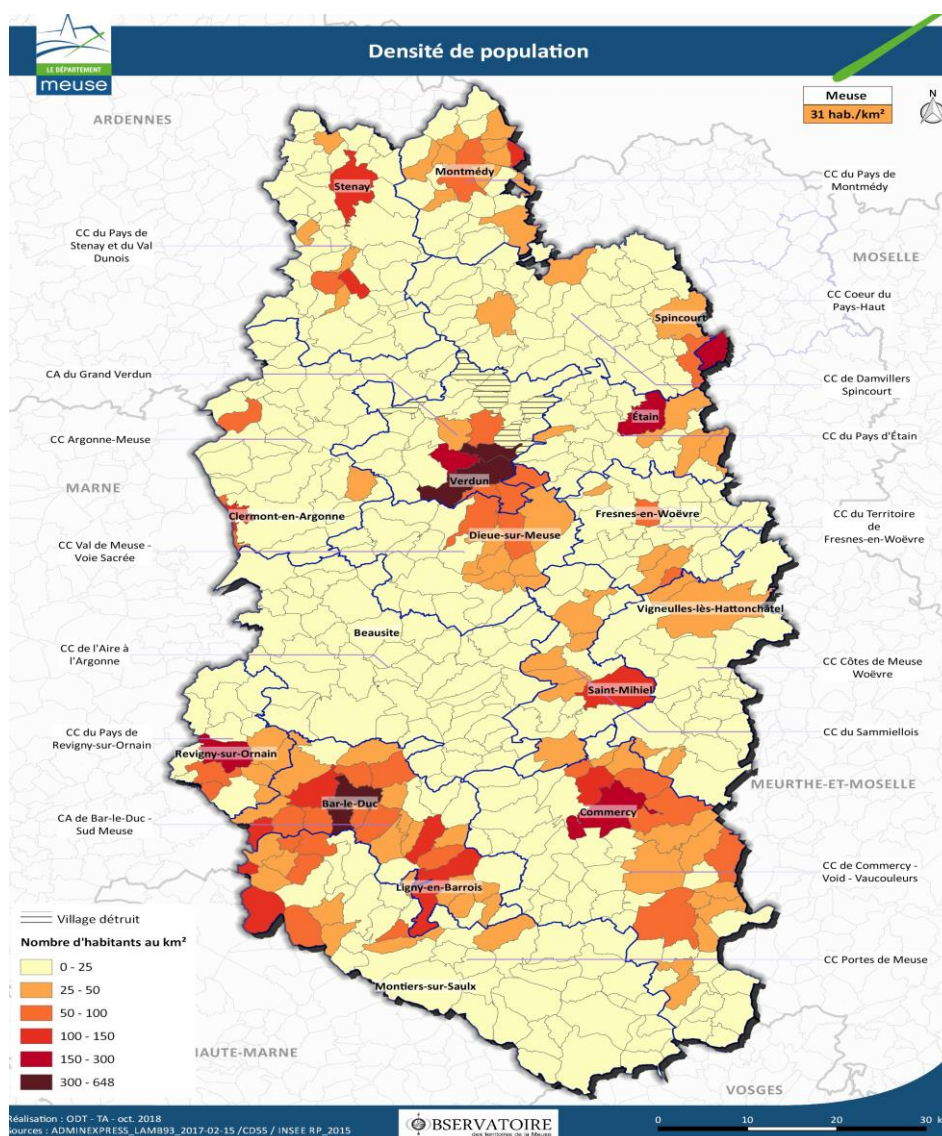 LE DÉPARTEMENT
meuse
Densité de population
Meuse
31 hab./km²
N
ARDENNES
Stenay
Montmédy
CC du Pays de
Montmédy
CC du Pays de
Stenay et du Val
Dunois
MOSELLE
CC Coeur du
Pays-Haut
Spincourt
CA du Grand Verdun
CC de Damvillers
Spincourt
Étain
CC Argonne-Meuse
CC du Pays d'Étain
MARNE
Verdun
Clermont-en-Argonne
Fresnes-en-Woëvre
Dieue-sur-Meuse
CC du Territoire
de
Fresnes-en-Woëvre
CC Val de Meuse -
Voie Sacrée
Vigneulles-lès-Hattonchâtel
Beausite
CC de l'Aire à
l'Argonne
CC Côtes de Meuse
Woëvre
Saint-Mihiel
CC du Pays de
Revigny-sur-Ornain
CC du Sammiellois
Revigny-sur-Ornain
MEURTHE-ET-MOSELLE
Bar-le-Duc
Commercy
CA de Bar-le-Duc -
Sud Meuse
CC de Commercy -
Void - Vaucouleurs
Ligny-en-Barrois
Village détruit
Nombre d'habitants au km²
0 - 25
25 - 50
50 - 100
100 - 150
150 - 300
300 - 648
CC Portes de Meuse
Montiers-sur-Saulx
HAUTE-MARNE
VOSGES
Réalisation : ODT - TA - oct. 2018
Sources : ADMINEXPRESS_LAMB93_2017-02-15 /CD55 / INSEE RP_2015
OBSERVATOIRE
des territoires de la Meuse
0 10 20 30 k